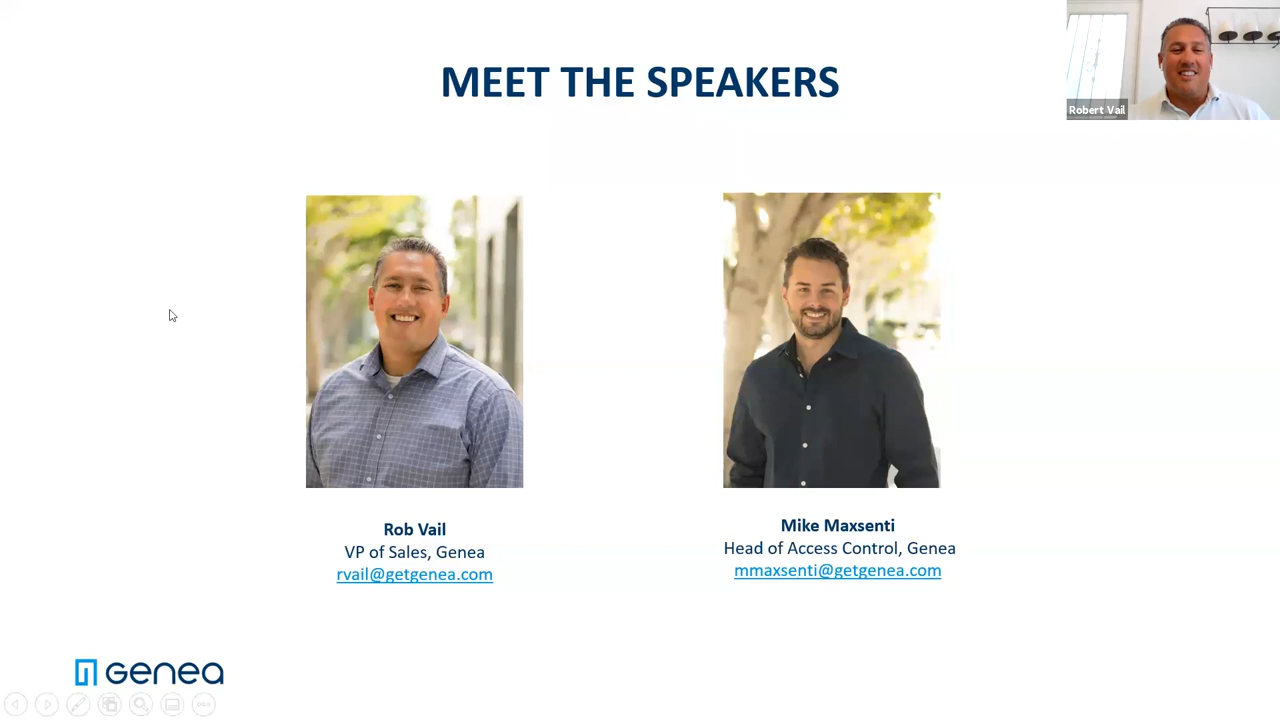 MEET THE SPEAKERS
Robert Vail
Rob Vail
VP of Sales, Genea
rvail@getgenea.com
Mike Maxsenti
Head of Access Control, Genea
mmaxsenti@getgenea.com
Genea